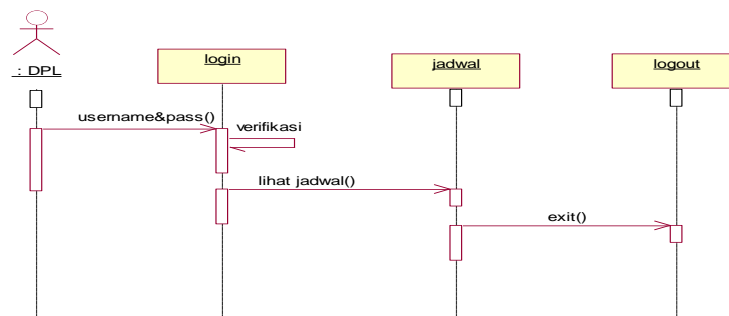 : DPL
login
jadwal
logout
username&pass()
verifikasi
lihat jadwal()
exit()